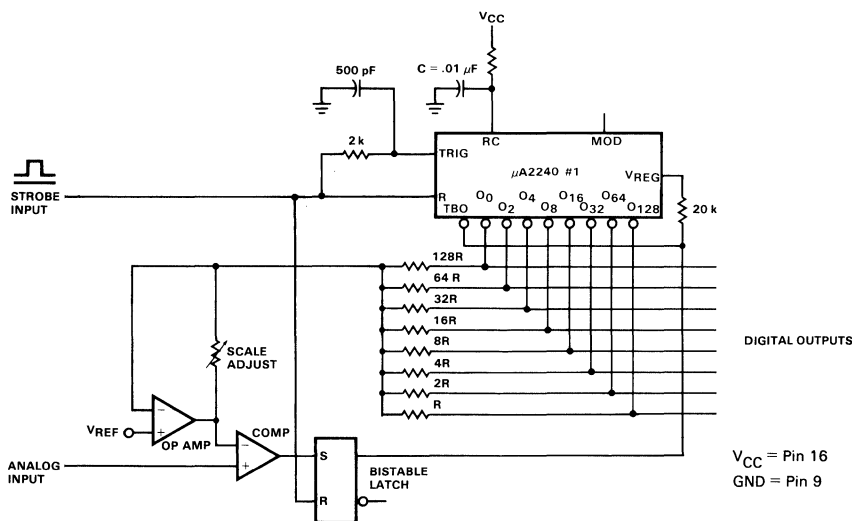 VCC
500 pF
C = .01 µF
2 k
TRIG
RC
MOD
µA2240 #1
VREG
R
TBO
O0
O2
O4
O8
O16
O32
O64
O128
20 k
STROBE
INPUT
128R
64 R
32R
16R
8R
4R
2R
R
DIGITAL OUTPUTS
SCALE
ADJUST
VREF
OP AMP
COMP
ANALOG
INPUT
S
R
BISTABLE
LATCH
VCC = Pin 16
GND = Pin 9